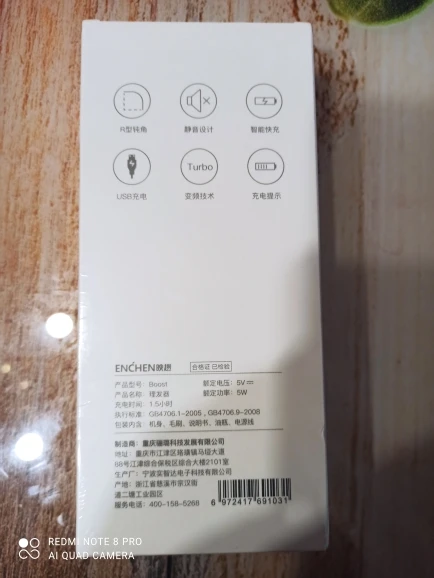 R型钝角 静音设计 智能快充
Turbo
USB充电 变频技术 充电提示
ENCHEN映趣 合格证 已检验
产品型号: Boost 额定电压: 5V
产品名称: 理发器 额定功率: 5W
充电时间: 1.5小时
执行标准: GB4706.1-2005 , GB4706.9-2008
包装内含: 机身、毛刷、说明书、油瓶、电源线
制造商: 重庆骊喵科技发展有限公司
地址: 重庆市江津区珞璜镇马垭大道
88号江津综合保税区综合大楼2101室
生产厂: 宁波实智达电子科技有限公司
产地: 浙江省慈溪市宗汉街
道二塘工业园区
服务电话: 400-158-5268
6 972417 691031
REDMI NOTE 8 PRO
AI QUAD CAMERA